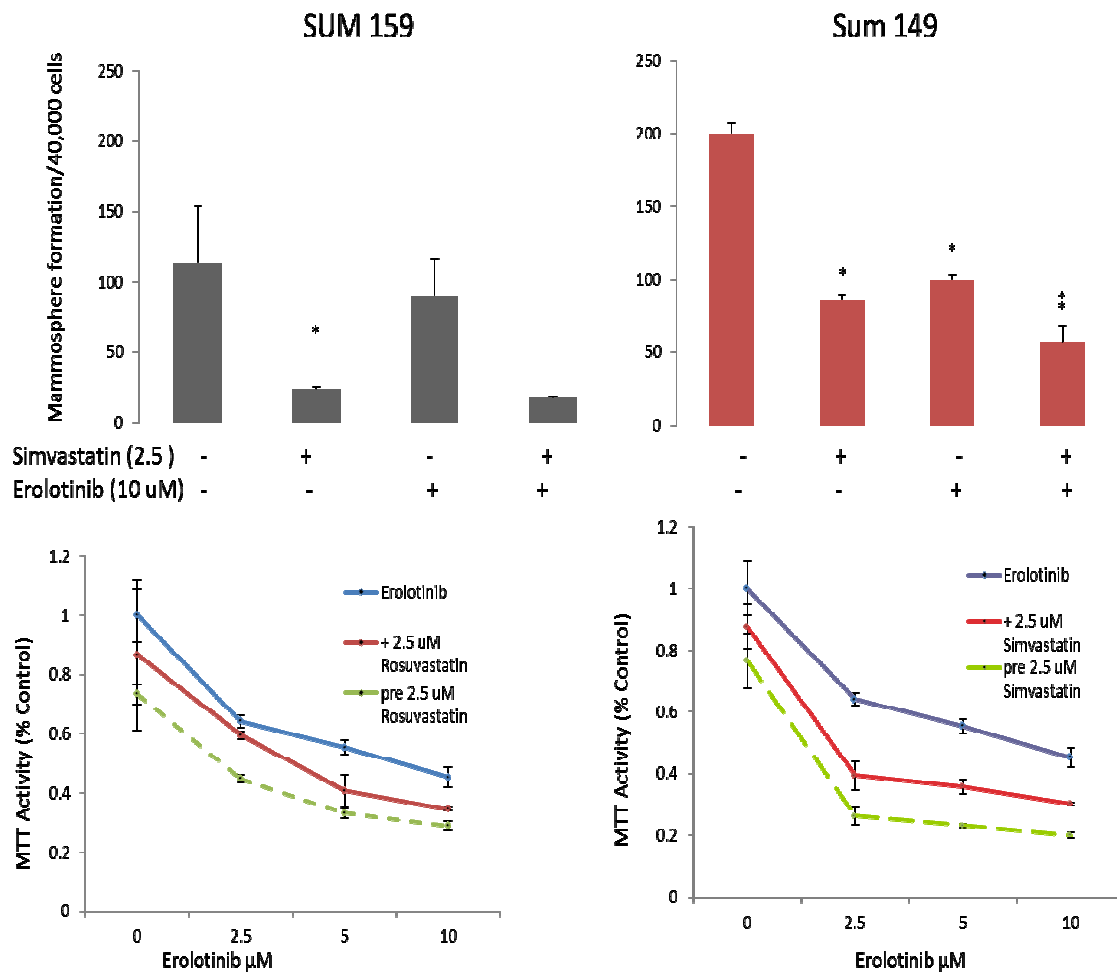 SUM 159
Sum 149
Mammosphere formation/40,000 cells
250
200
150
100
50
0
*
250
200
150
100
50
0
*
*
‡
*
Simvastatin (2.5 ) - + - + - + - +
Erolotinib (10 uM) - - + + - - + +
MTT Activity (% Control)
1.2
1
0.8
0.6
0.4
0.2
0
Erolotinib
+ 2.5 uM
Rosuvastatin
pre 2.5 uM
Rosuvastatin
0 2.5 5 10
Erolotinib µM
MTT Activity (% Control)
1.2
1
0.8
0.6
0.4
0.2
0
Erolotinib
+ 2.5 uM
Simvastatin
pre 2.5 uM
Simvastatin
0 2.5 5 10
Erolotinib µM